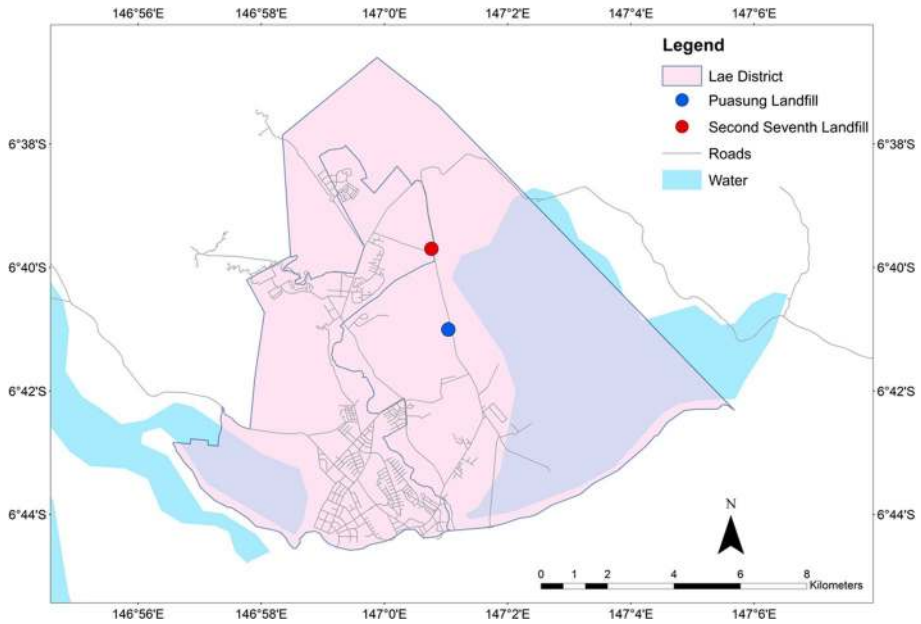 146°56'E 146°58'E 147°0'E 147°2'E 147°4'E 147°6'E
Legend
Lae District
Puasung Landfill
Second Seventh Landfill
Roads
Water
6°38'S 6°38'S
6°40'S 6°40'S
6°42'S 6°42'S
6°44'S 6°44'S
N
0 1 2 4 6 8
Kilometers
146°56'E 146°58'E 147°0'E 147°2'E 147°4'E 147°6'E